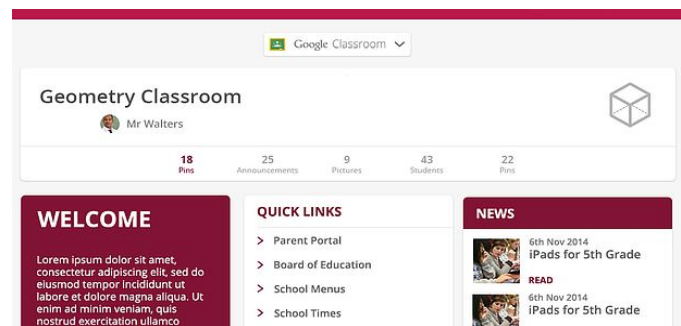 Google Classroom
Geometry Classroom
Mr Walters
18 25 9 43 22
Pins Announcements Pictures Students Pins
WELCOME
Lorem ipsum dolor sit amet,
consectetur adipiscing elit, sed do
eiusmod tempor incididunt ut
labore et dolore magna aliqua. Ut
enim ad minim veniam, quis
nostrud exercitation ullamco
QUICK LINKS
Parent Portal
Board of Education
School Menus
School Times
NEWS
6th Nov 2014
iPads for 5th Grade
READ
6th Nov 2014
iPads for 5th Grade